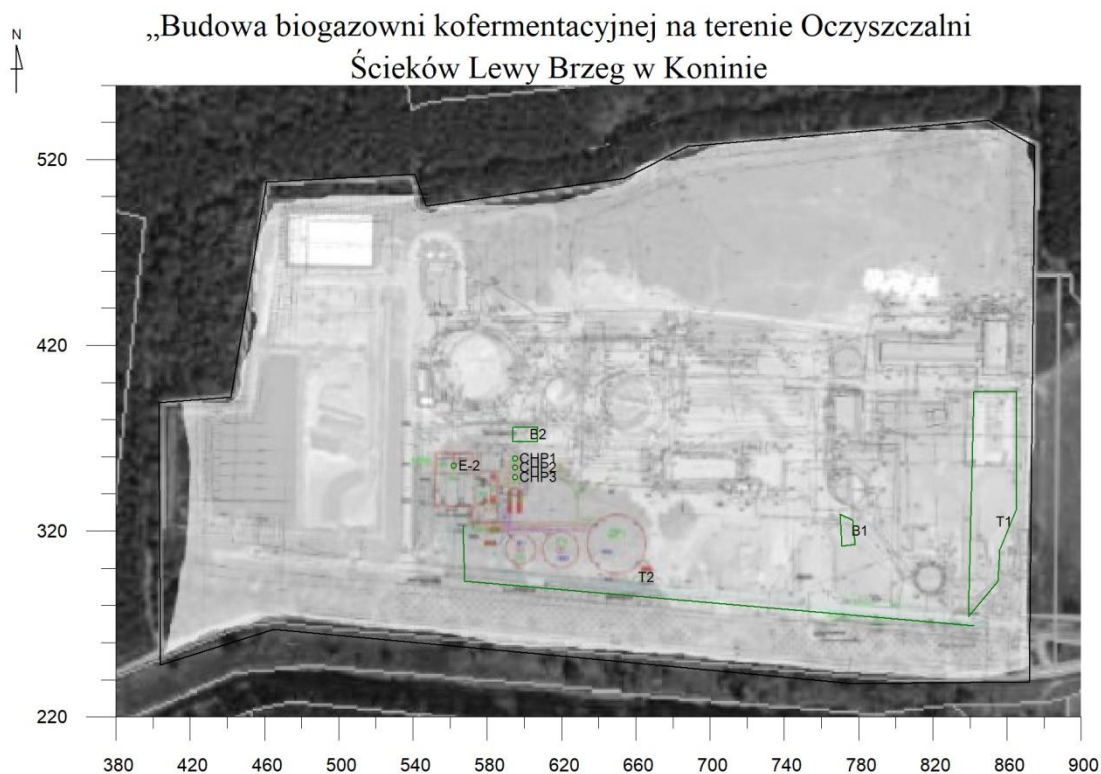 N
„Budowa biogazowni kofermentacyjnej na terenie Oczyszczalni
Ścieków Lewy Brzeg w Koninie
520
420
320
220
B2
CHP1
E-2
CHP2
CHP3
T1
B1
T2
380 420 460 500 540 580 620 660 700 740 780 820 860 900